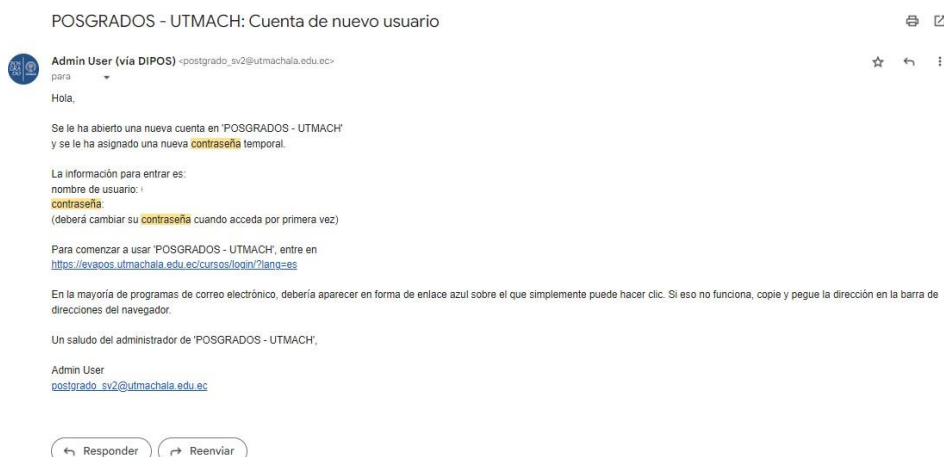 POSGRADOS - UTMACH: Cuenta de nuevo usuario
Admin User (vía DIPOS) <postgrado_sv2@utmachala.edu.ec>
para
Hola,
Se le ha abierto una nueva cuenta en 'POSGRADOS - UTMACH'
y se le ha asignado una nueva contraseña temporal.
La información para entrar es:
nombre de usuario:
contraseña:
(deberá cambiar su contraseña cuando acceda por primera vez)
Para comenzar a usar 'POSGRADOS - UTMACH', entre en
https://evapos.utmachala.edu.ec/cursos/login/?lang=es
En la mayoría de programas de correo electrónico, debería aparecer en forma de enlace azul sobre el que simplemente puede hacer clic. Si eso no funciona, copie y pegue la dirección en la barra de
direcciones del navegador.
Un saludo del administrador de 'POSGRADOS - UTMACH',
Admin User
postgrado_sv2@utmachala.edu.ec
Responder Reenviar